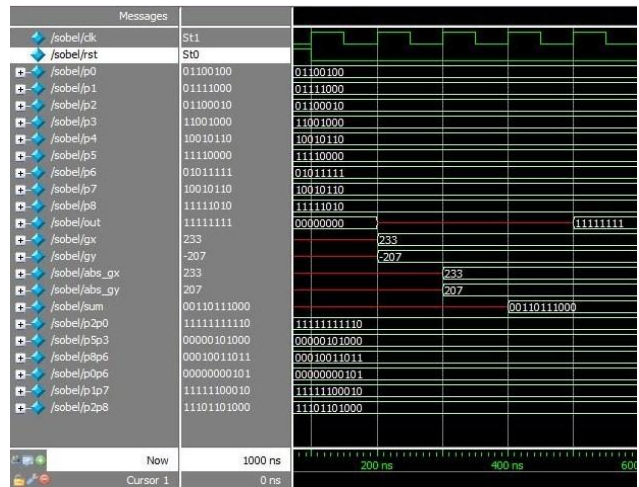 Messages
/sobel/clk St1
/sobel/rst St0
/sobel/p0 01100100 01100100
/sobel/p1 01111000 01111000
/sobel/p2 01100010 01100010
/sobel/p3 11001000 11001000
/sobel/p4 10010110 10010110
/sobel/p5 11110000 11110000
/sobel/p6 01011111 01011111
/sobel/p7 10010110 10010110
/sobel/p8 11111010 11111010
/sobel/out 11111111 00000000 11111111
/sobel/gx 233 233
/sobel/gy -207 -207
/sobel/abs_gx 233 233
/sobel/abs_gy 207 207
/sobel/sum 00110111000 00110111000
/sobel/p2p0 11111111110 11111111110
/sobel/p5p3 00000101000 00000101000
/sobel/p8p6 00010011011 00010011011
/sobel/p0p6 00000000101 00000000101
/sobel/p1p7 11111100010 11111100010
/sobel/p2p8 11101101000 11101101000
Now 1000 ns 200 ns 400 ns 600
Cursor 1 0 ns